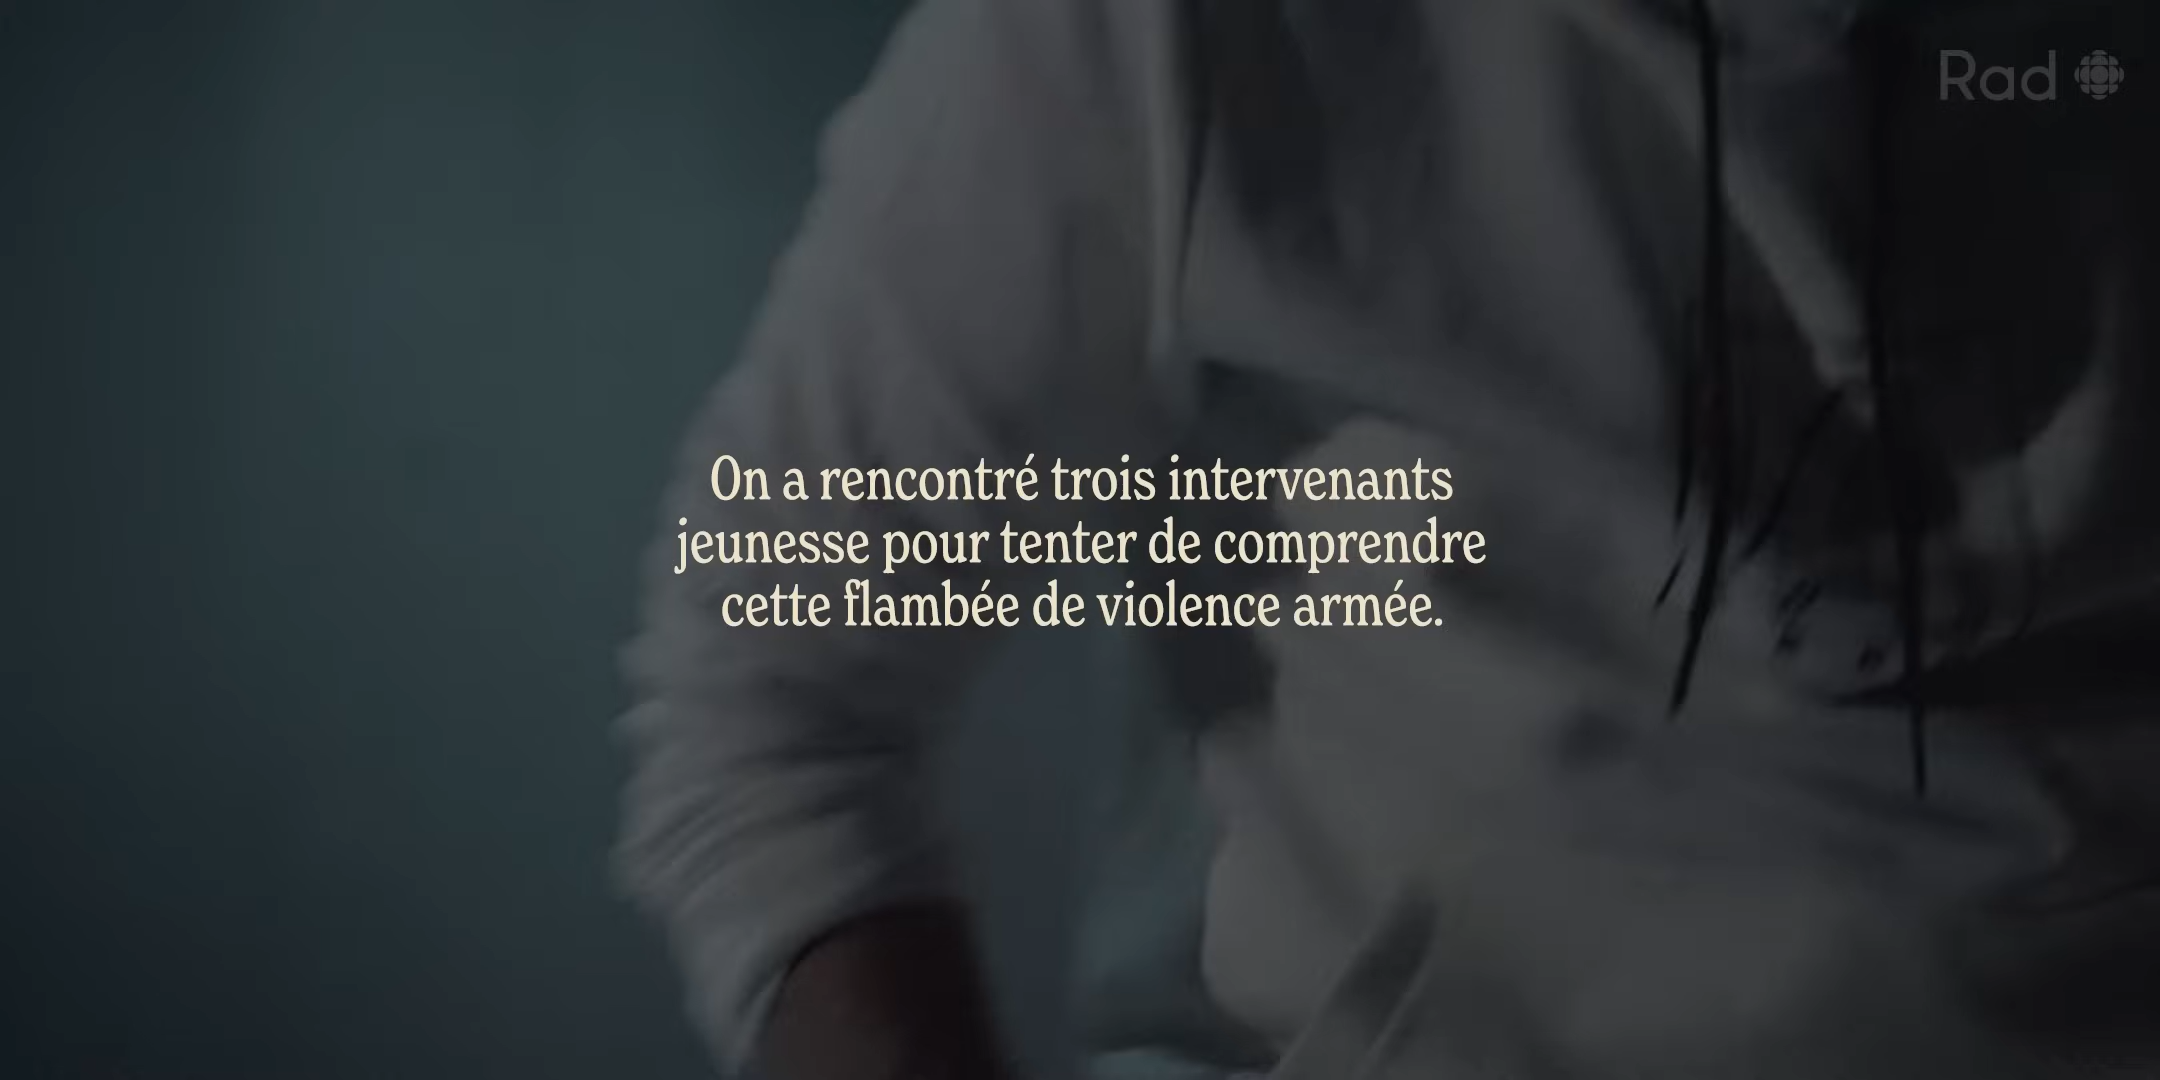 Rad
On a rencontré trois intervenants
jeunesse pour tenter de comprendre
cette flambée de violence armée.